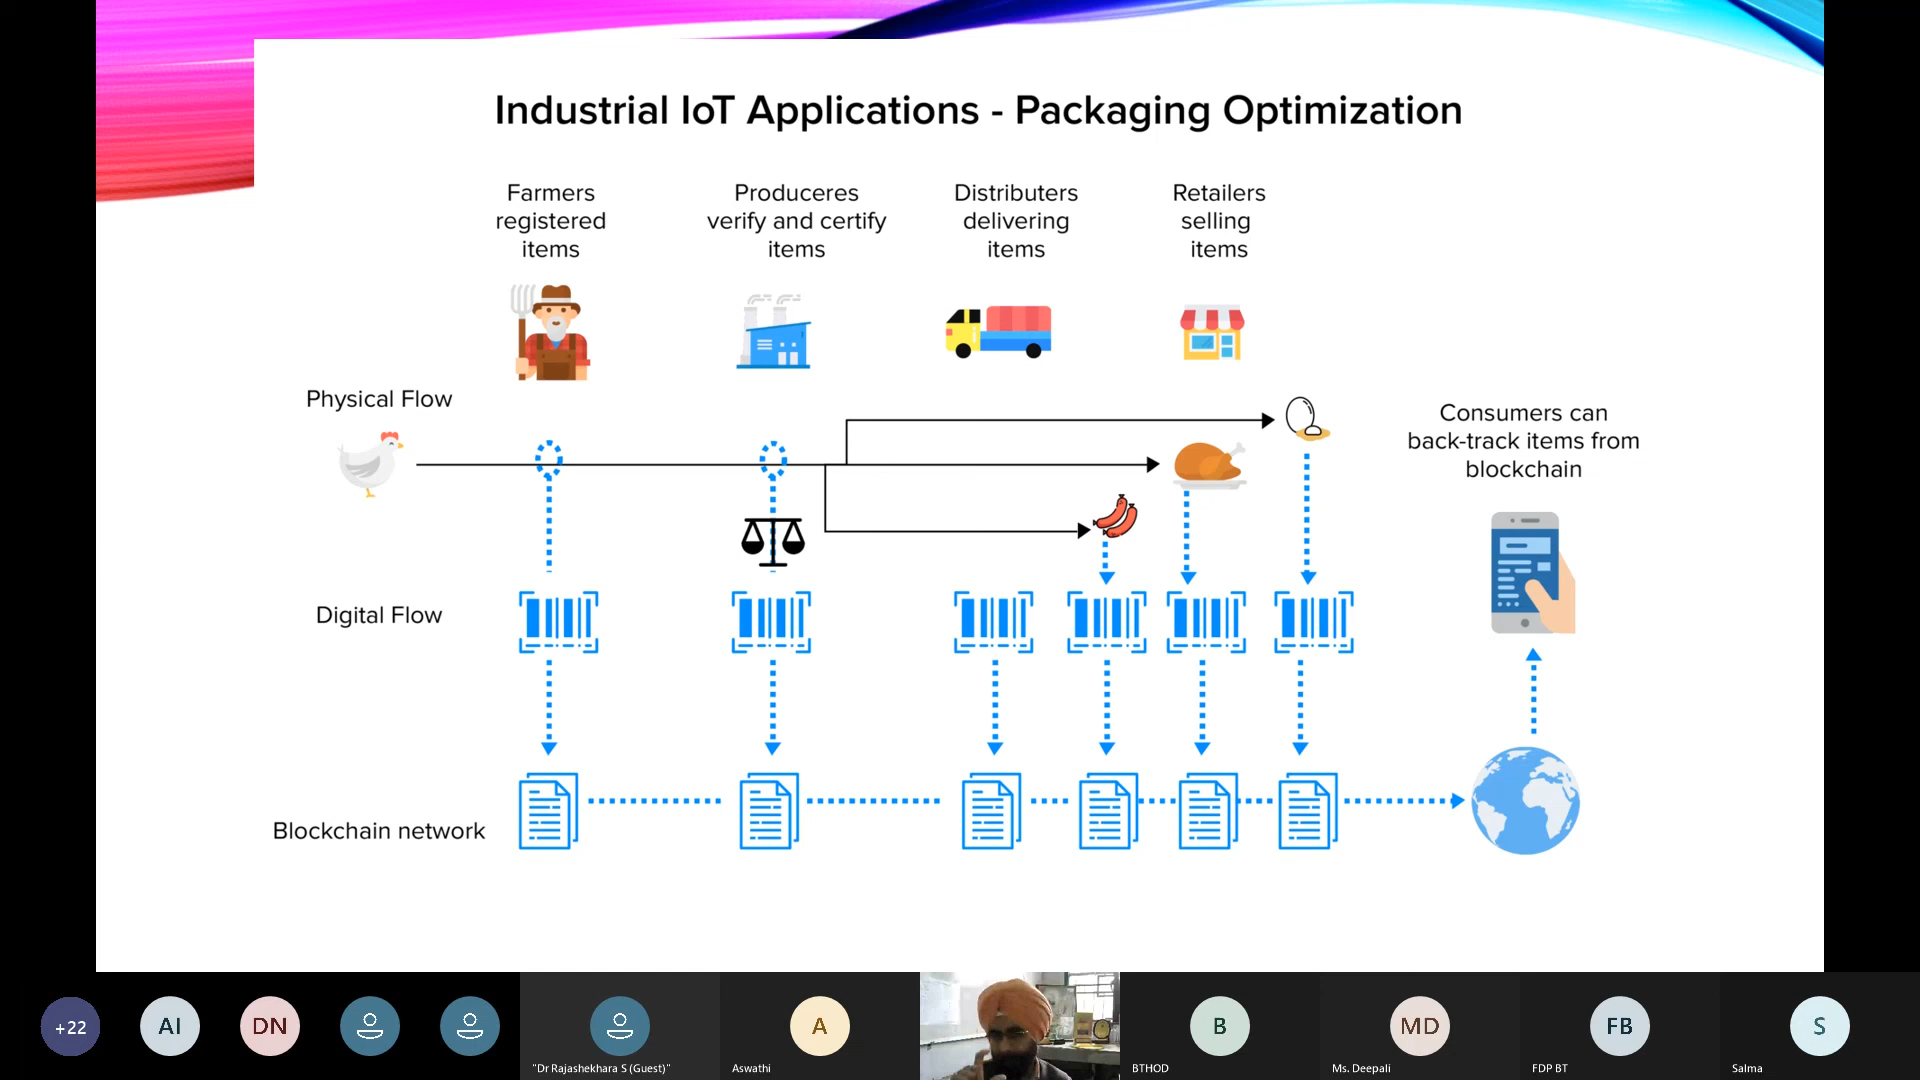 Industrial IoT Applications - Packaging Optimization
Farmers
registered
items
Produceres
verify and certify
items
Distributers
delivering
items
Retailers
selling
items
Physical Flow
Consumers can
back-track items from
blockchain
Digital Flow
Blockchain network
+22
AI
DN
"Dr Rajashekhara S (Guest)"
A
Aswathi
B
BTHOD
MD
Ms. Deepali
FB
FDP BT
S
Salma